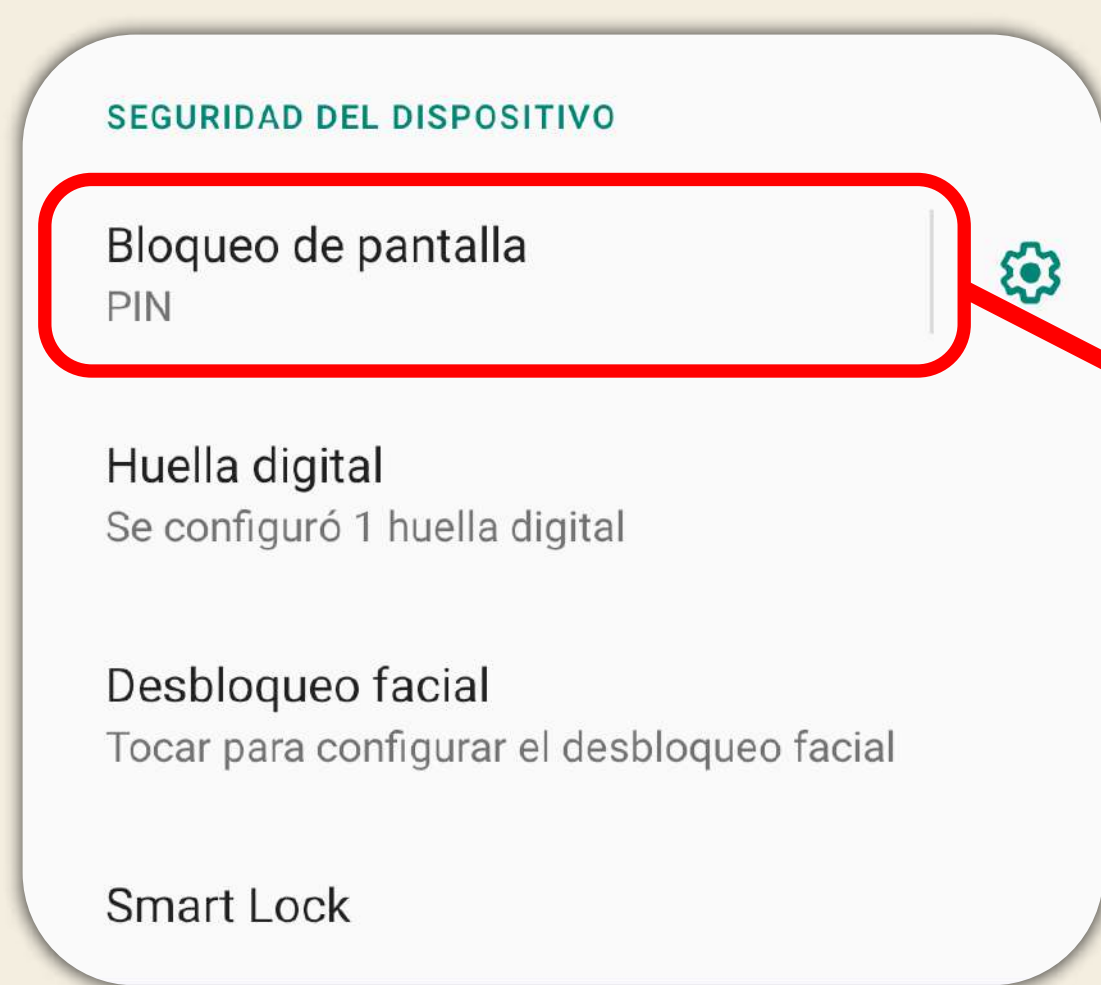 SEGURIDAD DEL DISPOSITIVO
Bloqueo de pantalla
PIN
Huella digital
Se configuró 1 huella digital
Desbloqueo facial
Tocar para configurar el desbloqueo facial
Smart Lock